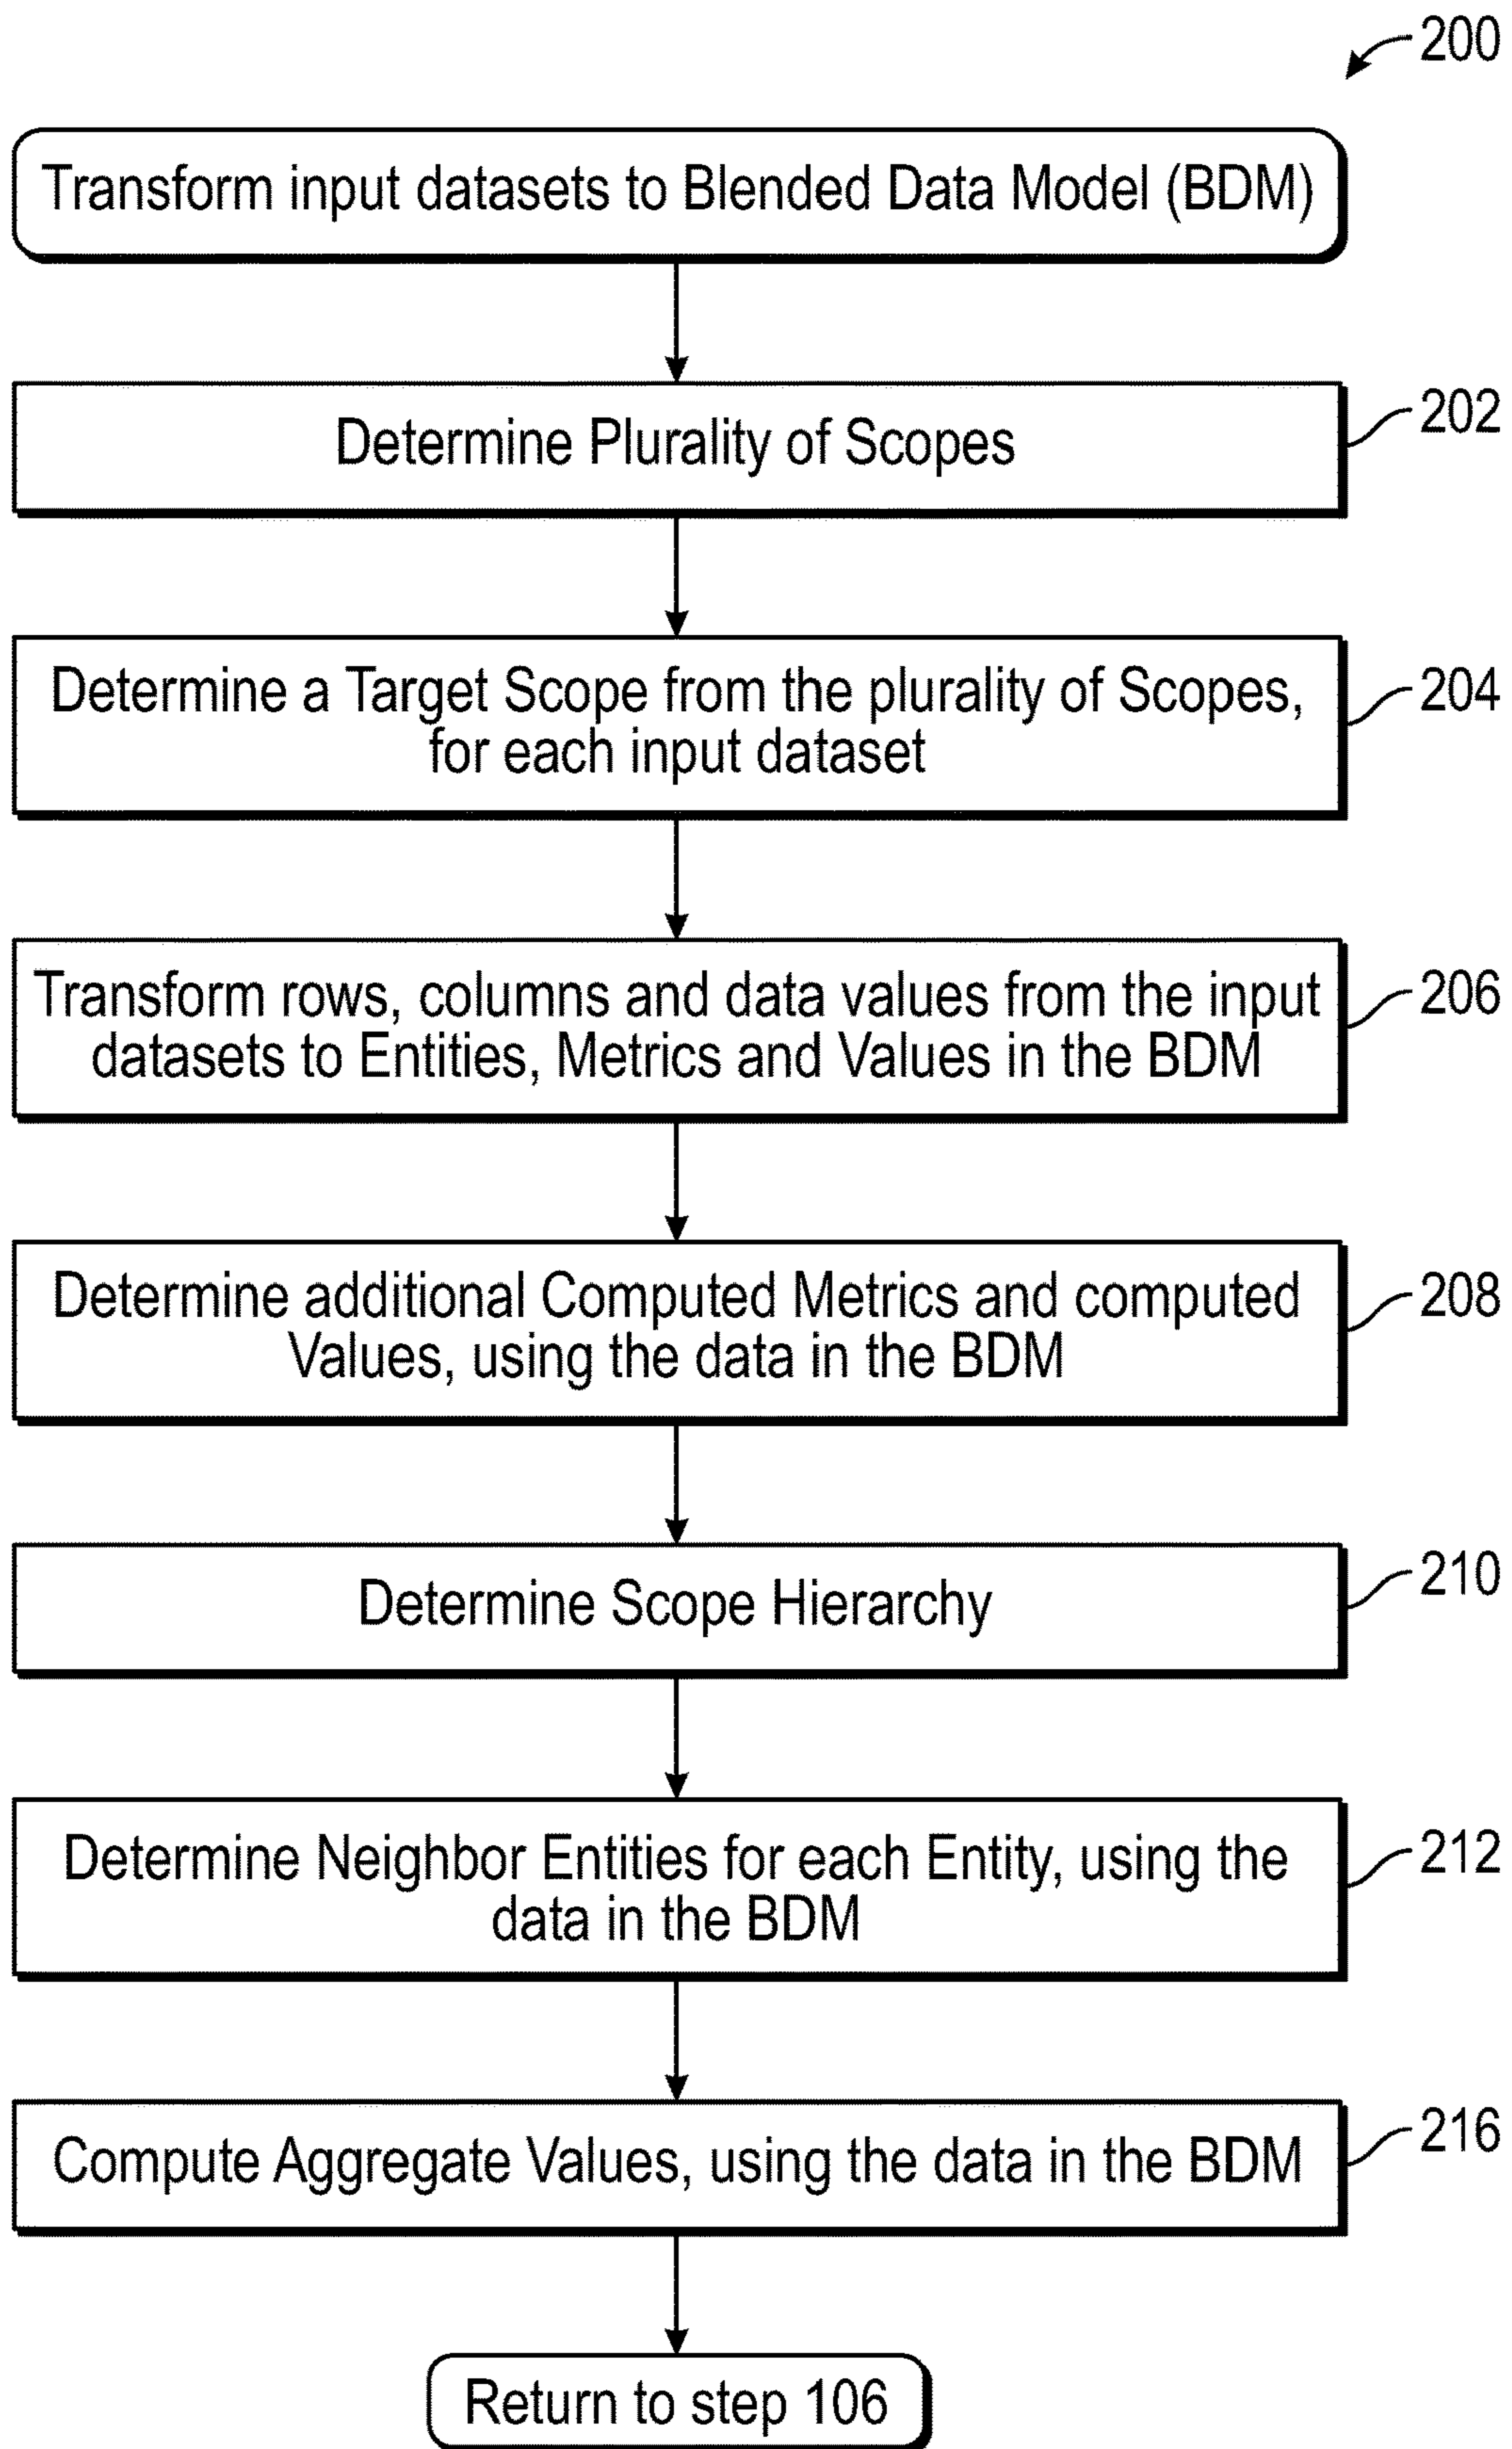 200
Transform input datasets to Blended Data Model (BDM)
Determine Plurality of Scopes
202
Determine a Target Scope from the plurality of Scopes,
for each input dataset
204
Transform rows, columns and data values from the input
datasets to Entities, Metrics and Values in the BDM
206
Determine additional Computed Metrics and computed
Values, using the data in the BDM
208
Determine Scope Hierarchy
210
Determine Neighbor Entities for each Entity, using the
data in the BDM
212
Compute Aggregate Values, using the data in the BDM
216
Return to step 106